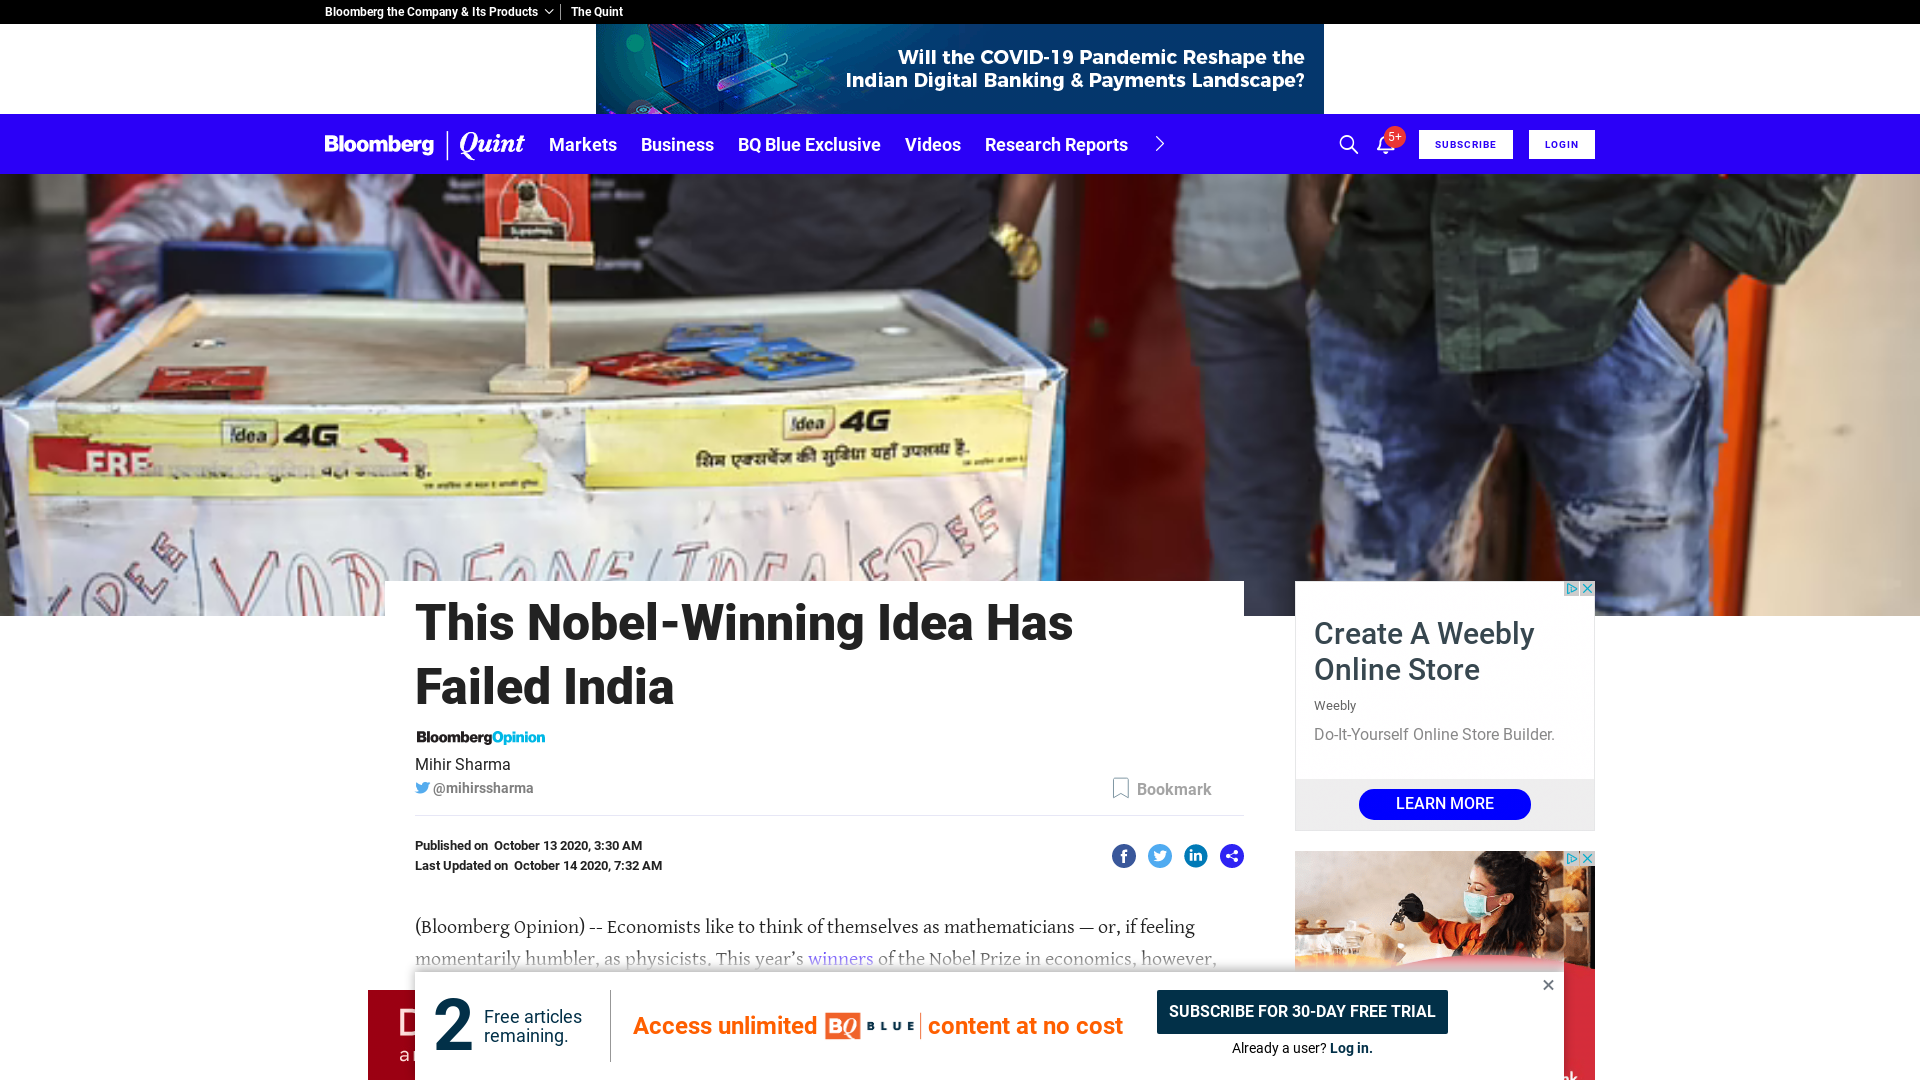 Bloomberg the Company & Its Products
The Quint
BANK
Will the COVID-19 Pandemic Reshape the
Indian Digital Banking & Payments Landscape?
Bloomberg | Quint
Markets
Business
BQ Blue Exclusive
Videos
Research Reports
5+
SUBSCRIBE
LOGIN
Idea 4G
Idea 4G
FRE
सिम एक्सचेंज की सुविधा यहाँ उपलब्ध है.
FREE
VODAFONE/IDEA
FREE
This Nobel-Winning Idea Has
Failed India
BloombergOpinion
Mihir Sharma
@mihirssharma
Bookmark
Published on October 13 2020, 3:30 AM
Last Updated on October 14 2020, 7:32 AM
(Bloomberg Opinion) -- Economists like to think of themselves as mathematicians — or, if feeling
momentarily humbler, as physicists. This year’s winners of the Nobel Prize in economics, however,
Create A Weebly
Online Store
Weebly
Do-It-Yourself Online Store Builder.
LEARN MORE
2
Free articles
remaining.
Access unlimited BQ BLUE content at no cost
SUBSCRIBE FOR 30-DAY FREE TRIAL
Already a user? Log in.